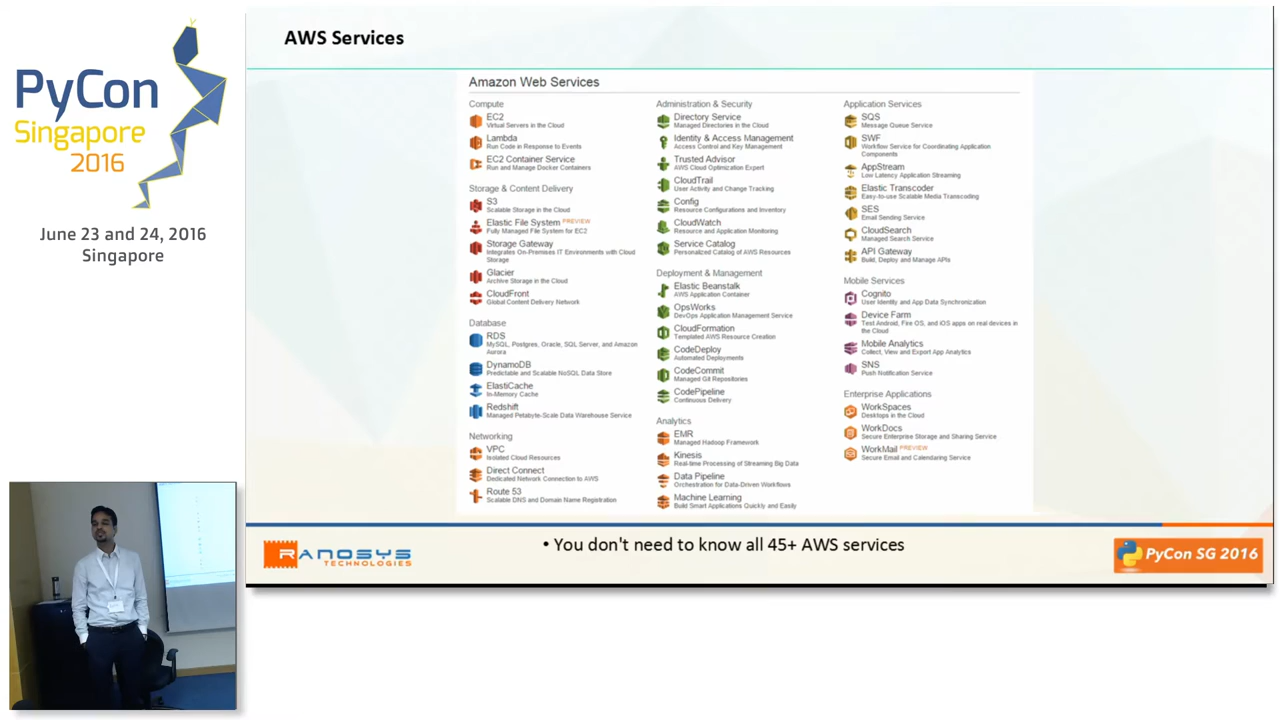 PyCon
Singapore
2016
June 23 and 24, 2016
Singapore
AWS Services
Amazon Web Services
Compute
EC2
Virtual Servers in the Cloud
Lambda
Run Code in Response to Events
EC2 Container Service
Run and Manage Docker Containers
Storage & Content Delivery
S3
Scalable Storage in the Cloud
Elastic File System PREVIEW
Fully Managed File System for EC2
Storage Gateway
Integrates On-Premises IT Environments with Cloud
Storage
Glacier
Archive Storage in the Cloud
CloudFront
Global Content Delivery Network
Database
RDS
MySQL, Postgres, Oracle, SQL Server, and Amazon
Aurora
DynamoDB
Predictable and Scalable NoSQL Data Store
ElastiCache
In-Memory Cache
Redshift
Managed Petabyte-Scale Data Warehouse Service
Networking
VPC
Isolated Cloud Resources
Direct Connect
Dedicated Network Connection to AWS
Route 53
Scalable DNS and Domain Name Registration
Administration & Security
Directory Service
Managed Directories in the Cloud
Identity & Access Management
Access Control and Key Management
Trusted Advisor
AWS Cloud Optimization Expert
CloudTrail
User Activity and Change Tracking
Config
Resource Configurations and Inventory
CloudWatch
Resource and Application Monitoring
Service Catalog
Personalized Catalog of AWS Resources
Deployment & Management
Elastic Beanstalk
AWS Application Container
OpsWorks
DevOps Application Management Service
CloudFormation
Templated AWS Resource Creation
CodeDeploy
Automated Deployments
CodeCommit
Managed Git Repositories
CodePipeline
Continuous Delivery
Analytics
EMR
Managed Hadoop Framework
Kinesis
Real-time Processing of Streaming Big Data
Data Pipeline
Orchestration for Data-Driven Workflows
Machine Learning
Build Smart Applications Quickly and Easily
Application Services
SQS
Message Queue Service
SWF
Workflow Service for Coordinating Application
Components
AppStream
Low Latency Application Streaming
Elastic Transcoder
Easy-to-use Scalable Media Transcoding
SES
Email Sending Service
CloudSearch
Managed Search Service
API Gateway
Build, Deploy and Manage APIs
Mobile Services
Cognito
User Identity and App Data Synchronization
Device Farm
Test Android, Fire OS, and iOS apps on real devices in
the Cloud
Mobile Analytics
Collect, View and Export App Analytics
SNS
Push Notification Service
Enterprise Applications
WorkSpaces
Desktops in the Cloud
WorkDocs
Secure Enterprise Storage and Sharing Service
WorkMail PREVIEW
Secure Email and Calendaring Service
• You don't need to know all 45+ AWS services
RANOSYS
TECHNOLOGIES
PyCon SG 2016